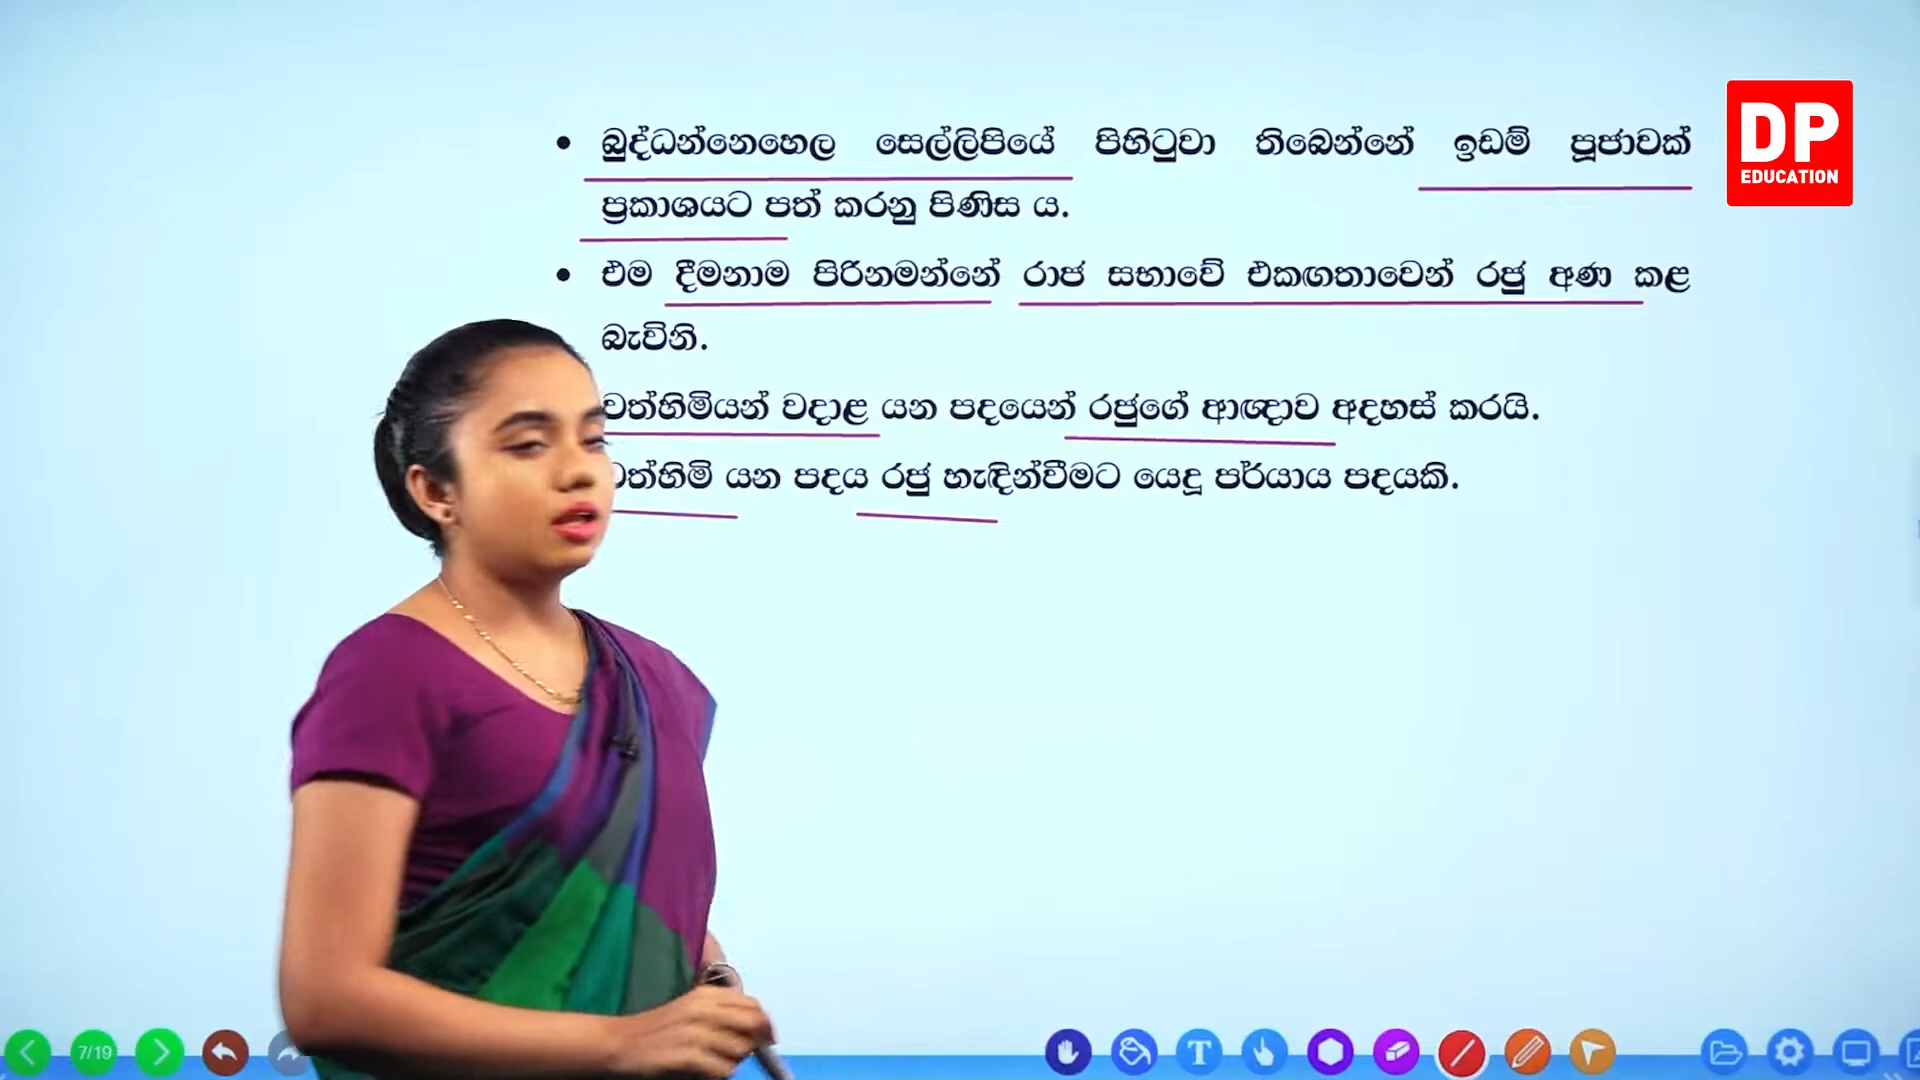 DP
EDUCATION
• බුද්ධන්නෙහෙල සෙල්ලිපියේ පිහිටුවා තිබෙන්නේ ඉඩම් පූජාවක්
ප්‍රකාශයට පත් කරනු පිණිස ය.
• එම දීමනාම පිරිනමන්නේ රාජ සභාවේ එකඟතාවෙන් රජු අණ කළ
බැවිනි.
වත්හිමියන් වදාළ යන පදයෙන් රජුගේ ආඥාව අදහස් කරයි.
වත්හිමි යන පදය රජු හැඳින්වීමට යෙදූ පර්යාය පදයකි.
7/19